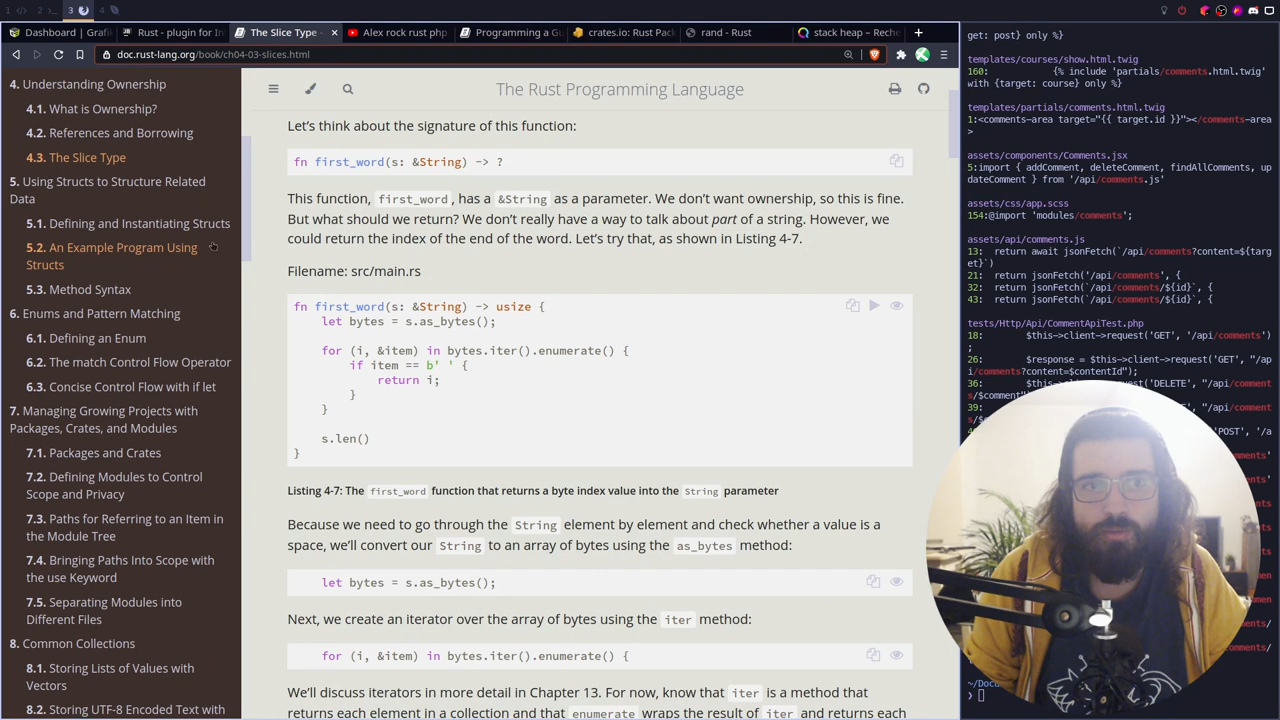 1
2
3
4
Dashboard | Grafa
Rust - plugin for In
The Slice Type -
Alex rock rust php
Programing a Gu
crates.io: Rust Pack
rand - Rust
stack heap – Reche
doc.rust-lang.org/book/ch04-03-slices.html
4. Understanding Ownership
4.1. What is Ownership?
4.2. References and Borrowing
4.3. The Slice Type
5. Using Structs to Structure Related
Data
5.1. Defining and Instantiating Structs
5.2. An Example Program Using
Structs
5.3. Method Syntax
6. Enums and Pattern Matching
6.1. Defining an Enum
6.2. The match Control Flow Operator
6.3. Concise Control Flow with if let
7. Managing Growing Projects with
Packages, Crates, and Modules
7.1. Packages and Crates
7.2. Defining Modules to Control
Scope and Privacy
7.3. Paths for Referring to an Item in
the Module Tree
7.4. Bringing Paths Into Scope with
the use Keyword
7.5. Separating Modules into
Different Files
8. Common Collections
8.1. Storing Lists of Values with
Vectors
8.2. Storing UTF-8 Encoded Text with
The Rust Programming Language
Let's think about the signature of this function:
fn first_word(s: &String) -> ?
This function, first_word, has a &String as a parameter. We don't want ownership, so this is fine.
But what should we return? We don't really have a way to talk about part of a string. However, we
could return the index of the end of the word. Let's try that, as shown in Listing 4-7.
Filename: src/main.rs
fn first_word(s: &String) -> usize {
let bytes = s.as_bytes();
for (i, &item) in bytes.iter().enumerate() {
if item == b' ' {
return i;
}
}
s.len()
}
Listing 4-7: The first_word function that returns a byte index value into the String parameter
Because we need to go through the String element by element and check whether a value is a
space, we'll convert our String to an array of bytes using the as_bytes method:
let bytes = s.as_bytes();
Next, we create an iterator over the array of bytes using the iter method:
for (i, &item) in bytes.iter().enumerate() {
We'll discuss iterators in more detail in Chapter 13. For now, know that iter is a method that
returns each element in a collection and that enumerate wraps the result of iter and returns each
get: post} only %}
templates/courses/show.html.twig
160: {% include 'partials/comments.html.twig'
with {target: course} only %}
templates/partials/comments.html.twig
1:<comments-area target="{{ target.id }}"></comments-area
>
assets/components/Comments.jsx
5:import { addComment, deleteComment, findAllComments, up
dateComment } from '/api/comments.js'
assets/css/app.scss
154:@import 'modules/comments';
assets/api/comments.js
13: return await jsonFetch(`/api/comments?content=${targ
et}`)
21: return jsonFetch('/api/comments', {
32: return jsonFetch(`/api/comments/${id}`, {
43: return jsonFetch(`/api/comments/${id}`, {
tests/Http/Api/CommentApiTest.php
18: $this->client->request('GET', '/api/comments')
;
26: $response = $this->client->request('GET', "/ap
i/comments?content=$contentId");
36: $this->client->request('DELETE', "/api/comment
s/$comment"
39: "/api/comment
'POST', '/a
~/Docu